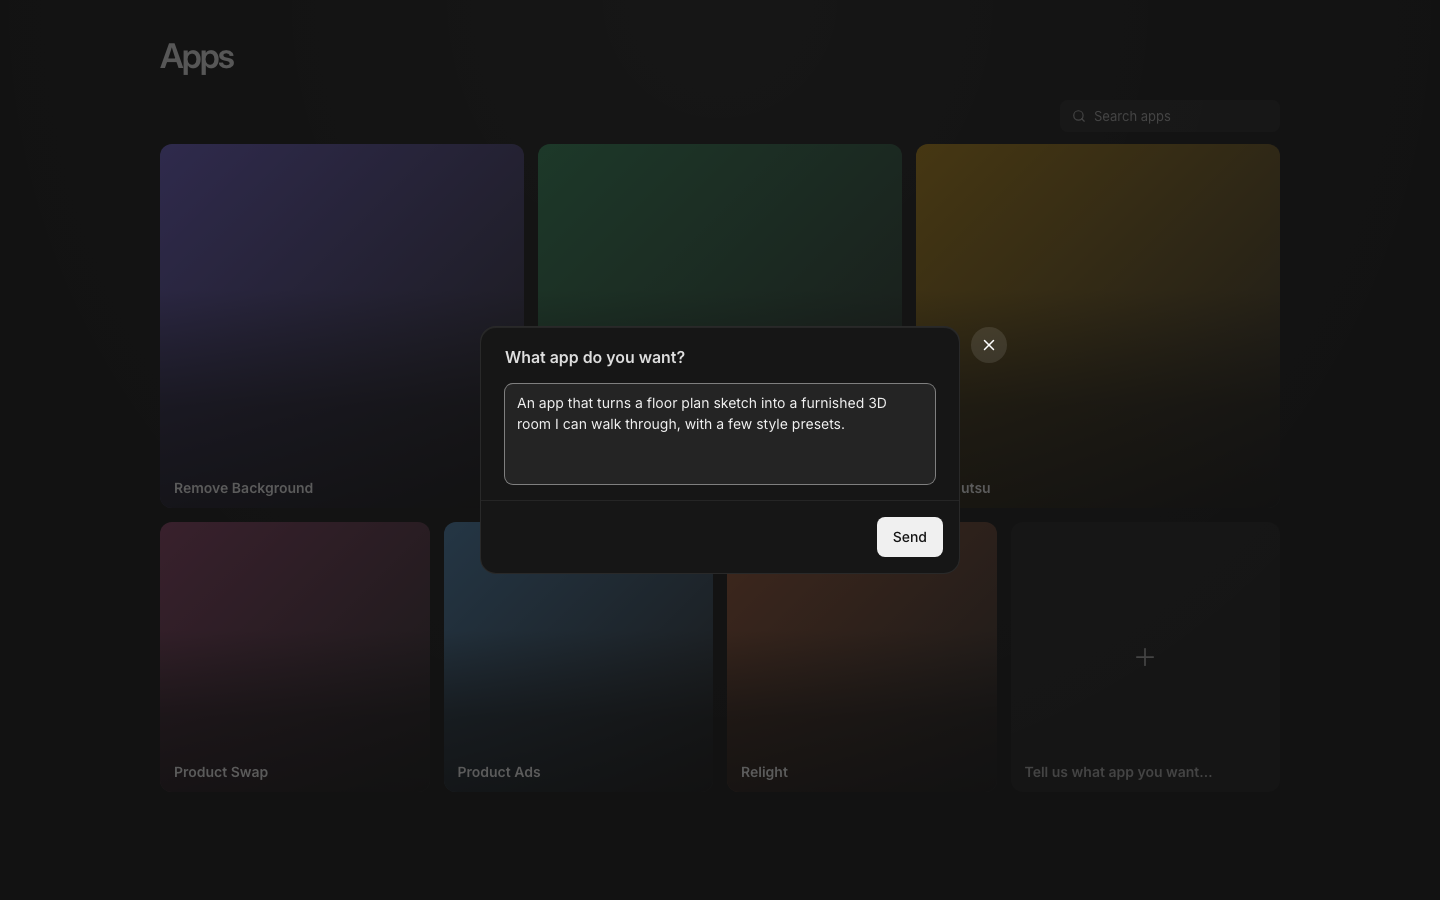 Apps
Search apps
What app do you want?
An app that turns a floor plan sketch into a furnished 3D
room I can walk through, with a few style presets.
Send
Remove Background
utsu
Product Swap
Product Ads
Relight
Tell us what app you want...